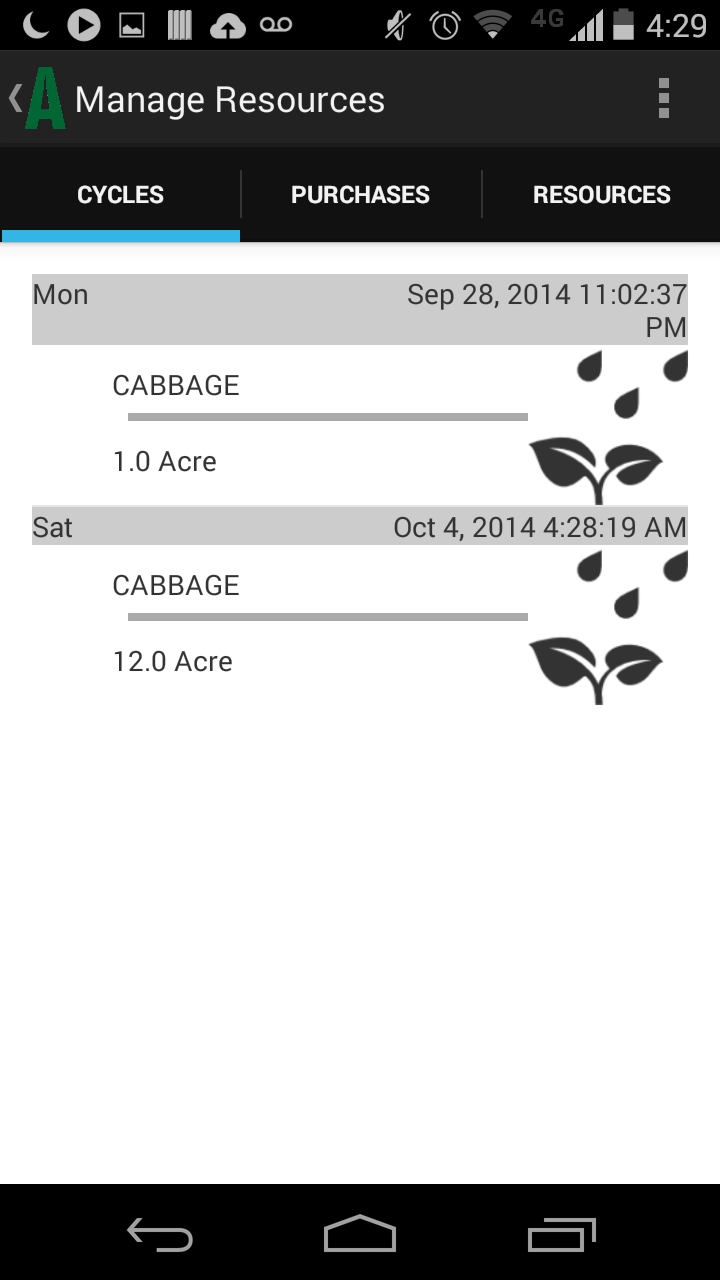 4G 4:29
A Manage Resources
CYCLES PURCHASES RESOURCES
Mon Sep 28, 2014 11:02:37
PM
CABBAGE
1.0 Acre
Sat Oct 4, 2014 4:28:19 AM
CABBAGE
12.0 Acre